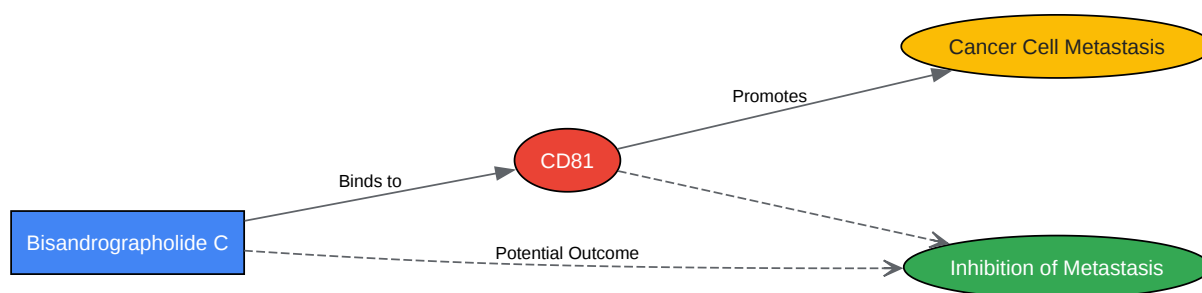 Cancer Cell Metastasis
Promotes
CD81
Binds to
Bisandrographolide C
Potential Outcome
Inhibition of Metastasis